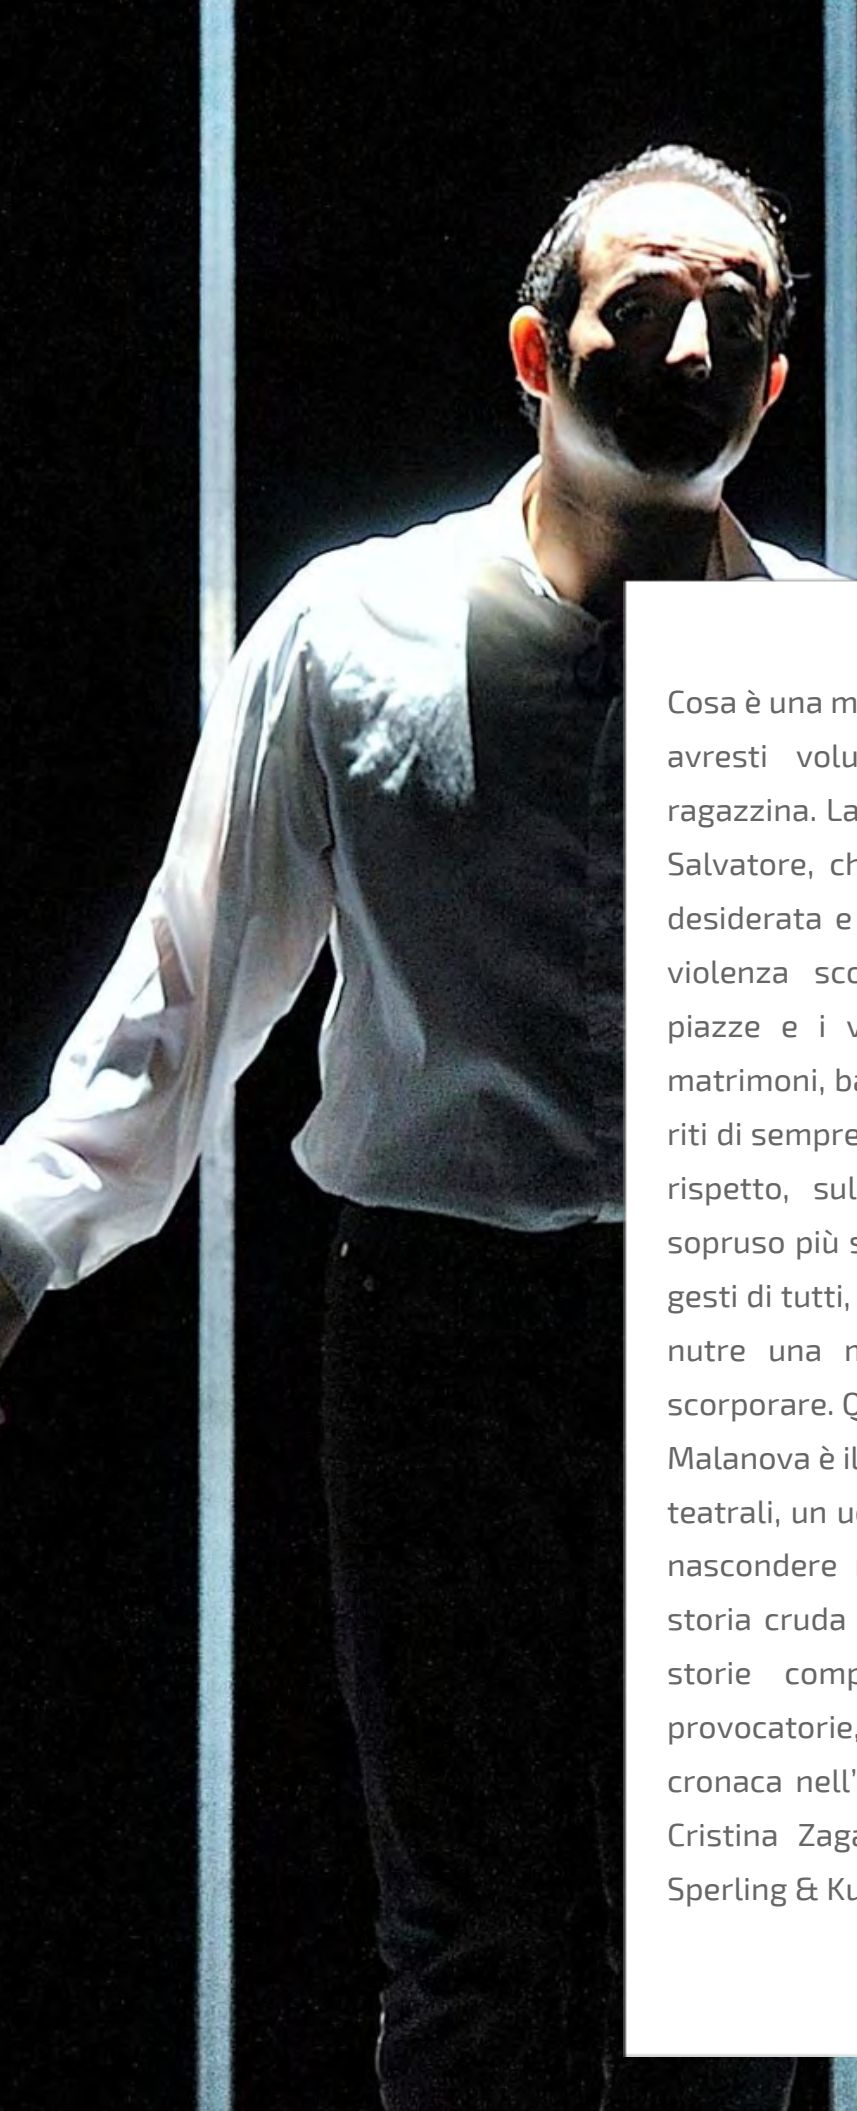 Cosa è una m
avresti volu
ragazzina. La
Salvatore, ch
desiderata e
violenza sco
piazze e i v
matrimoni, ba
riti di sempre
rispetto, sul
sopruso più s
gesti di tutti,
nutre una n
scorporare. Q
Malanova è il
teatrali, un uo
nascondere
storia cruda
storie comp
provocatorie,
cronaca nell'
Cristina Zaga
Sperling & Ku